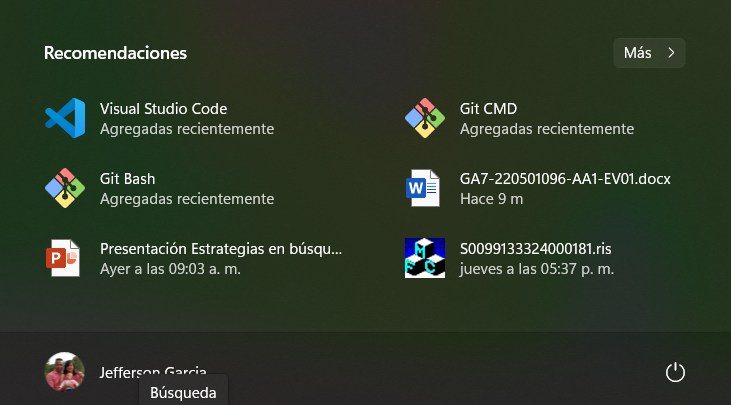 Recomendaciones
Más
Visual Studio Code
Agregadas recientemente
Git CMD
Agregadas recientemente
Git Bash
Agregadas recientemente
GA7-220501096-AA1-EV01.docx
Hace 9 m
Presentación Estrategias en búsqu...
Ayer a las 09:03 a. m.
M
F C
S0099133324000181.ris
jueves a las 05:37 p. m.
Jefferson Garcia
Búsqueda